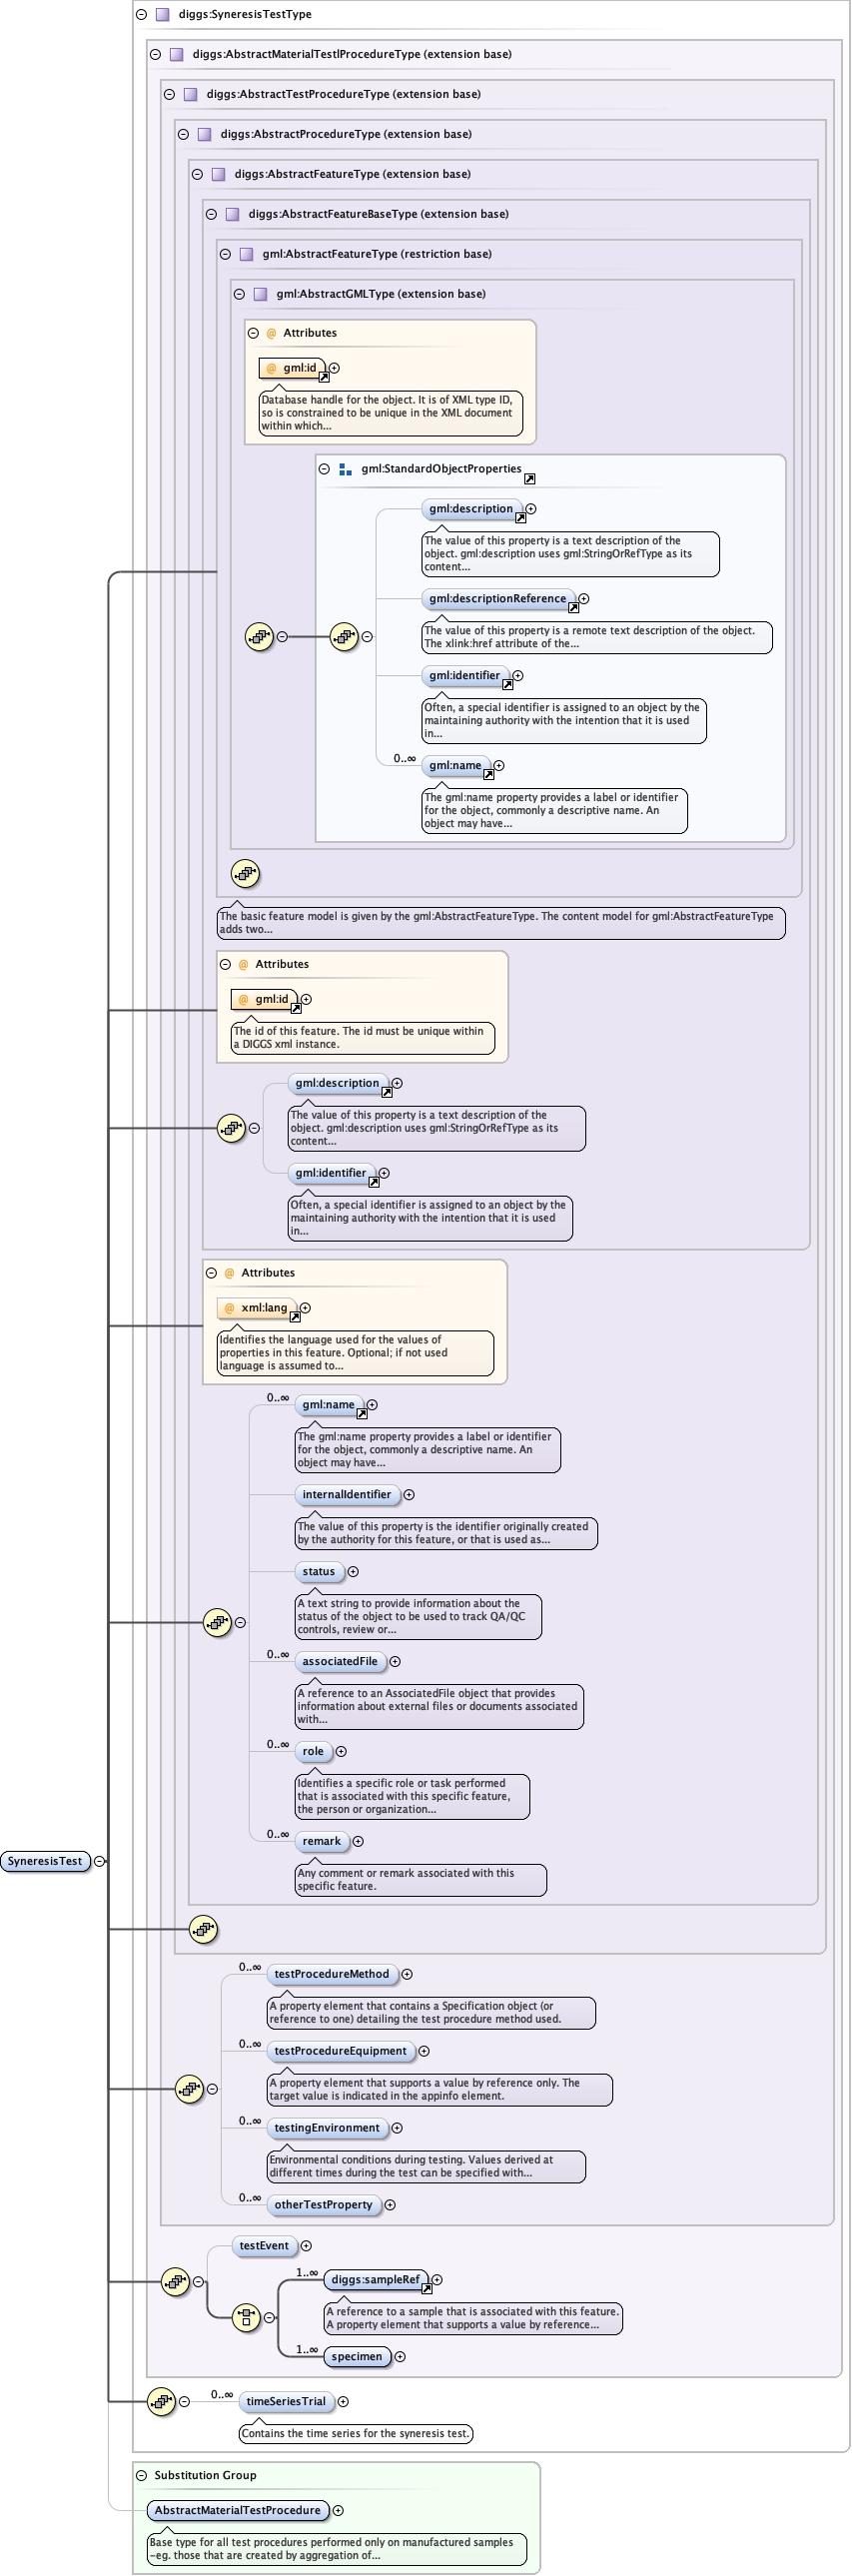 diggs:SyneresisTestType
diggs:AbstractMaterialTestlProcedureType (extension base)
diggs:AbstractTestProcedureType (extension base)
diggs:AbstractProcedureType (extension base)
diggs:AbstractFeatureType (extension base)
diggs:AbstractFeatureBaseType (extension base)
gml:AbstractFeatureType (restriction base)
gml:AbstractGMLType (extension base)
@ Attributes
@ gml:id
Database handle for the object. It is of XML type ID,
so is constrained to be unique in the XML document
within which...
gml:StandardObjectProperties
gml:description
The value of this property is a text description of the
object. gml:description uses gml:StringOrRefType as its
content...
gml:descriptionReference
The value of this property is a remote text description of the object.
The xlink:href attribute of the...
gml:identifier
Often, a special identifier is assigned to an object by the
maintaining authority with the intention that it is used
in...
0..∞
gml:name
The gml:name property provides a label or identifier
for the object, commonly a descriptive name. An
object may have...
The basic feature model is given by the gml:AbstractFeatureType. The content model for gml:AbstractFeatureType
adds two...
@ Attributes
@ gml:id
The id of this feature. The id must be unique within
a DIGGS xml instance.
gml:description
The value of this property is a text description of the
object. gml:description uses gml:StringOrRefType as its
content...
gml:identifier
Often, a special identifier is assigned to an object by the
maintaining authority with the intention that it is used
in...
@ Attributes
@ xml:lang
Identifies the language used for the values of
properties in this feature. Optional; if not used
language is assumed to...
0..∞
gml:name
The gml:name property provides a label or identifier
for the object, commonly a descriptive name. An
object may have...
internalIdentifier
The value of this property is the identifier originally created
by the authority for this feature, or that is used as...
status
A text string to provide information about the
status of the object to be used to track QA/QC
controls, review or...
0..∞
associatedFile
A reference to an AssociatedFile object that provides
information about external files or documents associated
with...
0..∞
role
Identifies a specific role or task performed
that is associated with this specific feature,
the person or organization...
0..∞
remark
SyneresisTest
Any comment or remark associated with this
specific feature.
0..∞
testProcedureMethod
A property element that contains a Specification object (or
reference to one) detailing the test procedure method used.
0..∞
testProcedureEquipment
A property element that supports a value by reference only. The
target value is indicated in the appinfo element.
0..∞
testingEnvironment
Environmental conditions during testing. Values derived at
different times during the test can be specified with...
0..∞
otherTestProperty
testEvent
1..∞
diggs:sampleRef
A reference to a sample that is associated with this feature.
A property element that supports a value by reference...
1..∞
specimen
0..∞
timeSeriesTrial
Contains the time series for the syneresis test.
Substitution Group
AbstractMaterialTestProcedure
Base type for all test procedures performed only on manufactured samples
-eg. those that are created by aggregation of...